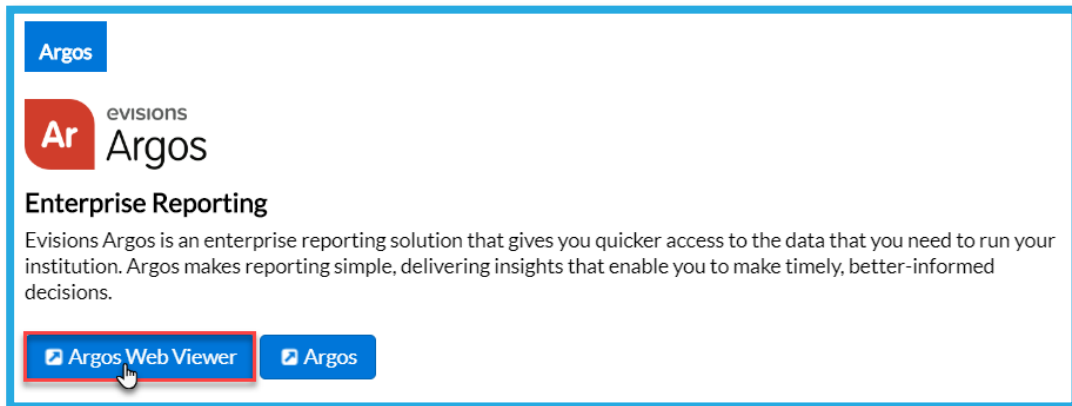 Argos
Ar
evisions
Argos
Enterprise Reporting
Evisions Argos is an enterprise reporting solution that gives you quicker access to the data that you need to run your
institution. Argos makes reporting simple, delivering insights that enable you to make timely, better-informed
decisions.
Argos Web Viewer
Argos